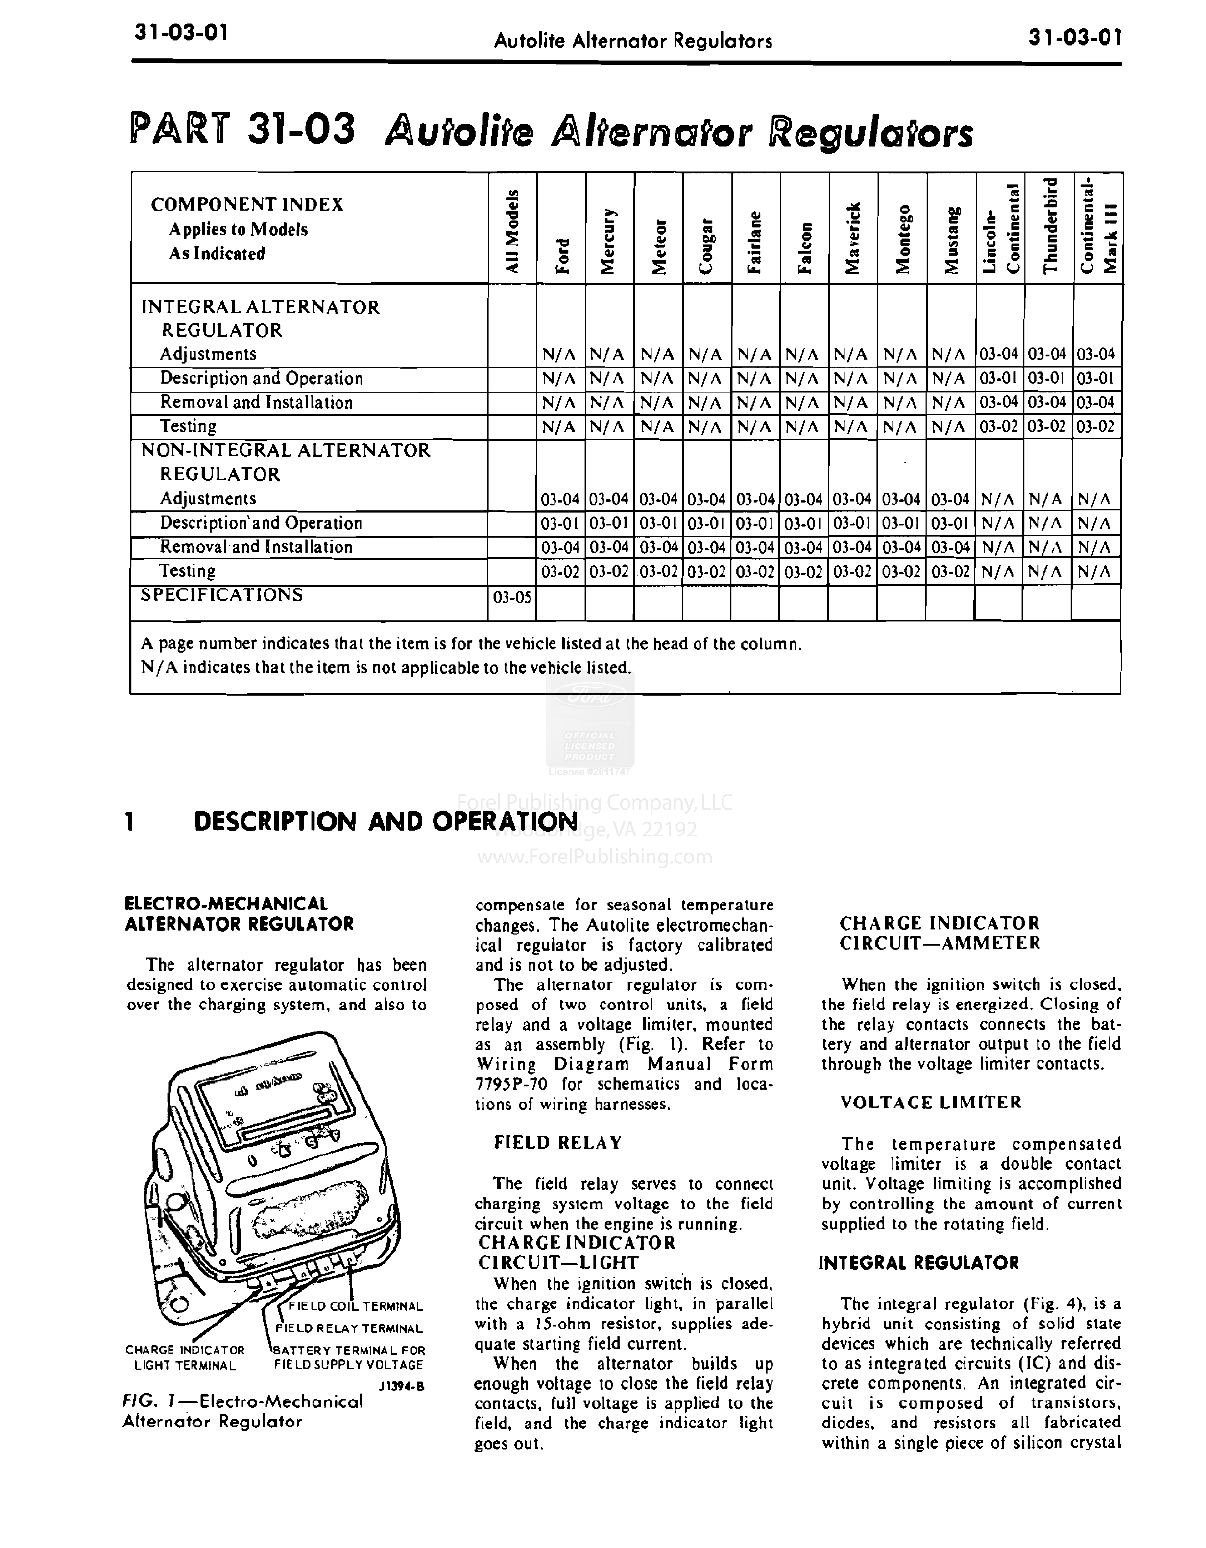 31-03-01
Autolite Alternator Regulators
31-03-01
PART 31-03 Autolite Alternator Regulators
COMPONENT INDEX
Applies to Models
As Indicated
All Models
Ford
Mercury
Meteor
Cougar
Fairlane
Falcon
Maverick
Montego
Mustang
Lincoln-
Continental
Thunderbird
Continental-
Mark III
INTEGRAL ALTERNATOR
REGULATOR
Adjustments N/A N/A N/A N/A N/A N/A N/A N/A N/A 03-04 03-04 03-04
Description and Operation N/A N/A N/A N/A N/A N/A N/A N/A N/A 03-01 03-01 03-01
Removal and Installation N/A N/A N/A N/A N/A N/A N/A N/A N/A 03-04 03-04 03-04
Testing N/A N/A N/A N/A N/A N/A N/A N/A N/A 03-02 03-02 03-02
NON-INTEGRAL ALTERNATOR
REGULATOR
Adjustments 03-04 03-04 03-04 03-04 03-04 03-04 03-04 03-04 03-04 N/A N/A N/A
Description and Operation 03-01 03-01 03-01 03-01 03-01 03-01 03-01 03-01 03-01 N/A N/A N/A
Removal and Installation 03-04 03-04 03-04 03-04 03-04 03-04 03-04 03-04 03-04 N/A N/A N/A
Testing 03-02 03-02 03-02 03-02 03-02 03-02 03-02 03-02 03-02 N/A N/A N/A
SPECIFICATIONS 03-05
A page number indicates that the item is for the vehicle listed at the head of the column.
N/A indicates that the item is not applicable to the vehicle listed.
Ford
OFFICIAL
LICENSED
PRODUCT
License #2611741
Forel Publishing Company, LLC
Woodbridge, VA 22192
www.ForelPublishing.com
1 DESCRIPTION AND OPERATION
ELECTRO-MECHANICAL
ALTERNATOR REGULATOR
The alternator regulator has been
designed to exercise automatic control
over the charging system, and also to
FIELD COIL TERMINAL
FIELD RELAY TERMINAL
CHARGE INDICATOR
LIGHT TERMINAL
BATTERY TERMINAL FOR
FIELD SUPPLY VOLTAGE
J1394-B
FIG. 1—Electro-Mechanical
Alternator Regulator
compensate for seasonal temperature
changes. The Autolite electromechan-
ical regulator is factory calibrated
and is not to be adjusted.
The alternator regulator is com-
posed of two control units, a field
relay and a voltage limiter, mounted
as an assembly (Fig. 1). Refer to
Wiring Diagram Manual Form
7795P-70 for schematics and loca-
tions of wiring harnesses.
FIELD RELAY
The field relay serves to connect
charging system voltage to the field
circuit when the engine is running.
CHARGE INDICATOR
CIRCUIT—LIGHT
When the ignition switch is closed,
the charge indicator light, in parallel
with a 15-ohm resistor, supplies ade-
quate starting field current.
When the alternator builds up
enough voltage to close the field relay
contacts, full voltage is applied to the
field, and the charge indicator light
goes out.
CHARGE INDICATOR
CIRCUIT—AMMETER
When the ignition switch is closed,
the field relay is energized. Closing of
the relay contacts connects the bat-
tery and alternator output to the field
through the voltage limiter contacts.
VOLTAGE LIMITER
The temperature compensated
voltage limiter is a double contact
unit. Voltage limiting is accomplished
by controlling the amount of current
supplied to the rotating field.
INTEGRAL REGULATOR
The integral regulator (Fig. 4), is a
hybrid unit consisting of solid state
devices which are technically referred
to as integrated circuits (IC) and dis-
crete components. An integrated cir-
cuit is composed of transistors,
diodes, and resistors all fabricated
within a single piece of silicon crystal